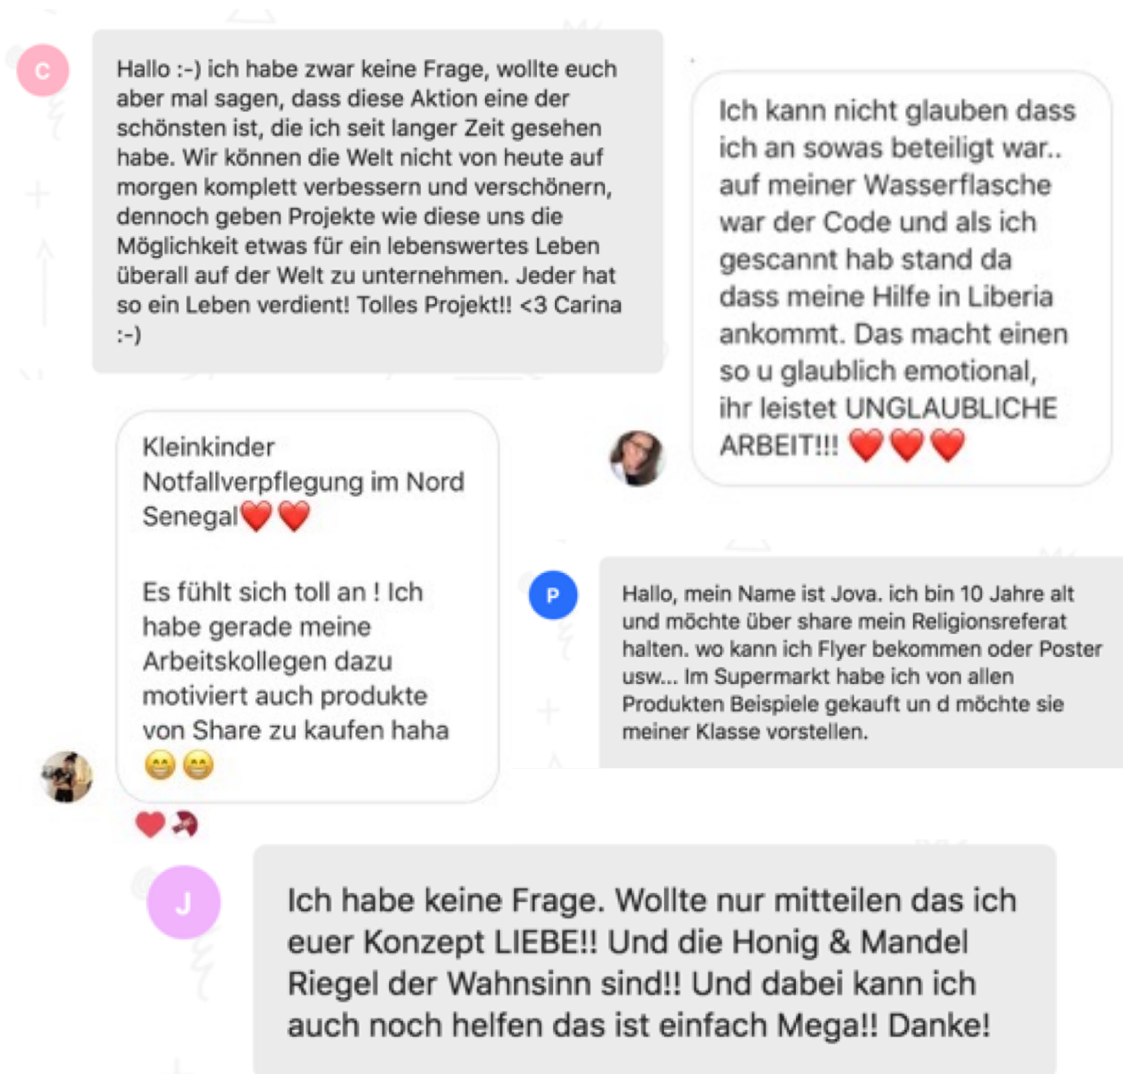 C
Hallo :-) ich habe zwar keine Frage, wollte euch
aber mal sagen, dass diese Aktion eine der
schönsten ist, die ich seit langer Zeit gesehen
habe. Wir können die Welt nicht von heute auf
morgen komplett verbessern und verschönern,
dennoch geben Projekte wie diese uns die
Möglichkeit etwas für ein lebenswertes Leben
überall auf der Welt zu unternehmen. Jeder hat
so ein Leben verdient! Tolles Projekt!! <3 Carina
:-)
Ich kann nicht glauben dass
ich an sowas beteiligt war..
auf meiner Wasserflasche
war der Code und als ich
gescannt hab stand da
dass meine Hilfe in Liberia
ankommt. Das macht einen
so u glaublich emotional,
ihr leistet UNGLAUBLICHE
ARBEIT!!! ❤️❤️❤️
Kleinkinder
Notfallverpflegung im Nord
Senegal❤️❤️
Es fühlt sich toll an ! Ich
habe gerade meine
Arbeitskollegen dazu
motiviert auch produkte
von Share zu kaufen haha
😁😁
P
Hallo, mein Name ist Jova. ich bin 10 Jahre alt
und möchte über share mein Religionsreferat
halten. wo kann ich Flyer bekommen oder Poster
usw... Im Supermarkt habe ich von allen
Produkten Beispiele gekauft un d möchte sie
meiner Klasse vorstellen.
J
Ich habe keine Frage. Wollte nur mitteilen das ich
euer Konzept LIEBE!! Und die Honig & Mandel
Riegel der Wahnsinn sind!! Und dabei kann ich
auch noch helfen das ist einfach Mega!! Danke!